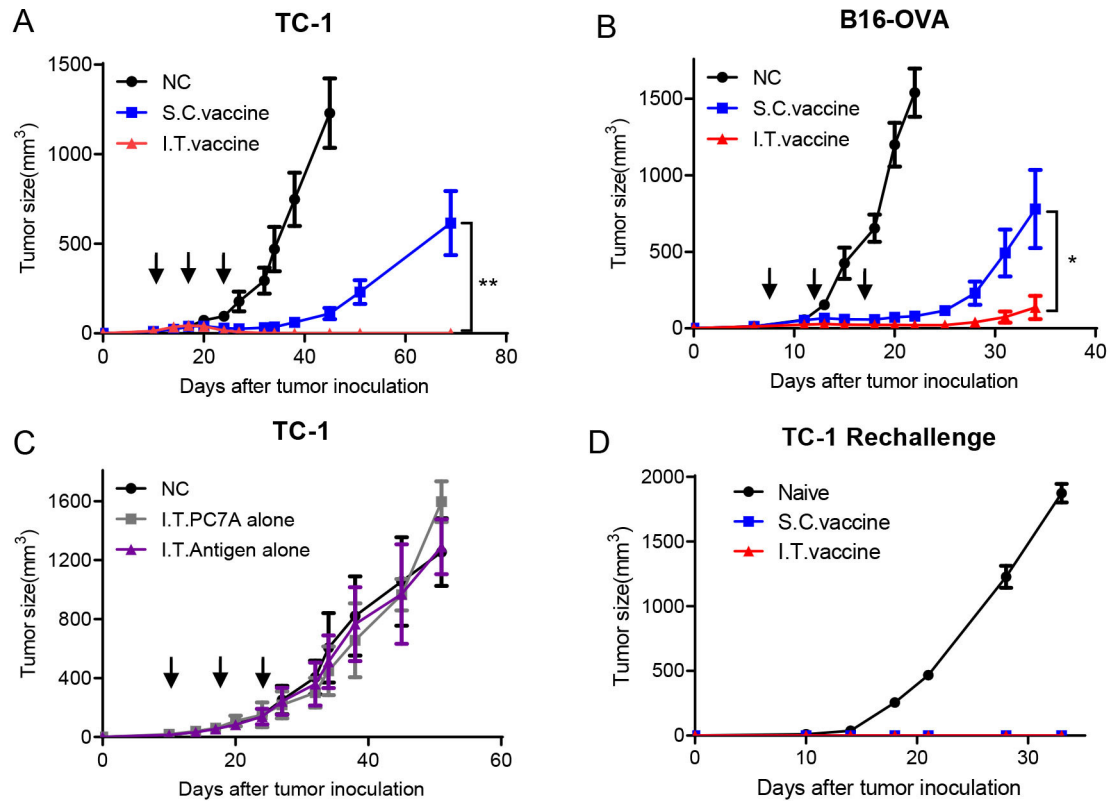 A
TC-1
Tumor size(mm3)
1500
1000
500
0
NC
S.C.vaccine
I.T.vaccine
**
0 20 40 60 80
Days after tumor inoculation
B
B16-OVA
Tumor size(mm3)
1500
1000
500
0
NC
S.C.vaccine
I.T.vaccine
*
0 10 20 30 40
Days after tumor inoculation
C
TC-1
Tumor size(mm3)
1600
1200
800
400
0
NC
I.T.PC7A alone
I.T.Antigen alone
0 20 40 60
Days after tumor inoculation
D
TC-1 Rechallenge
Tumor size(mm3)
2000
1500
1000
500
0
Naive
S.C.vaccine
I.T.vaccine
0 10 20 30
Days after tumor inoculation